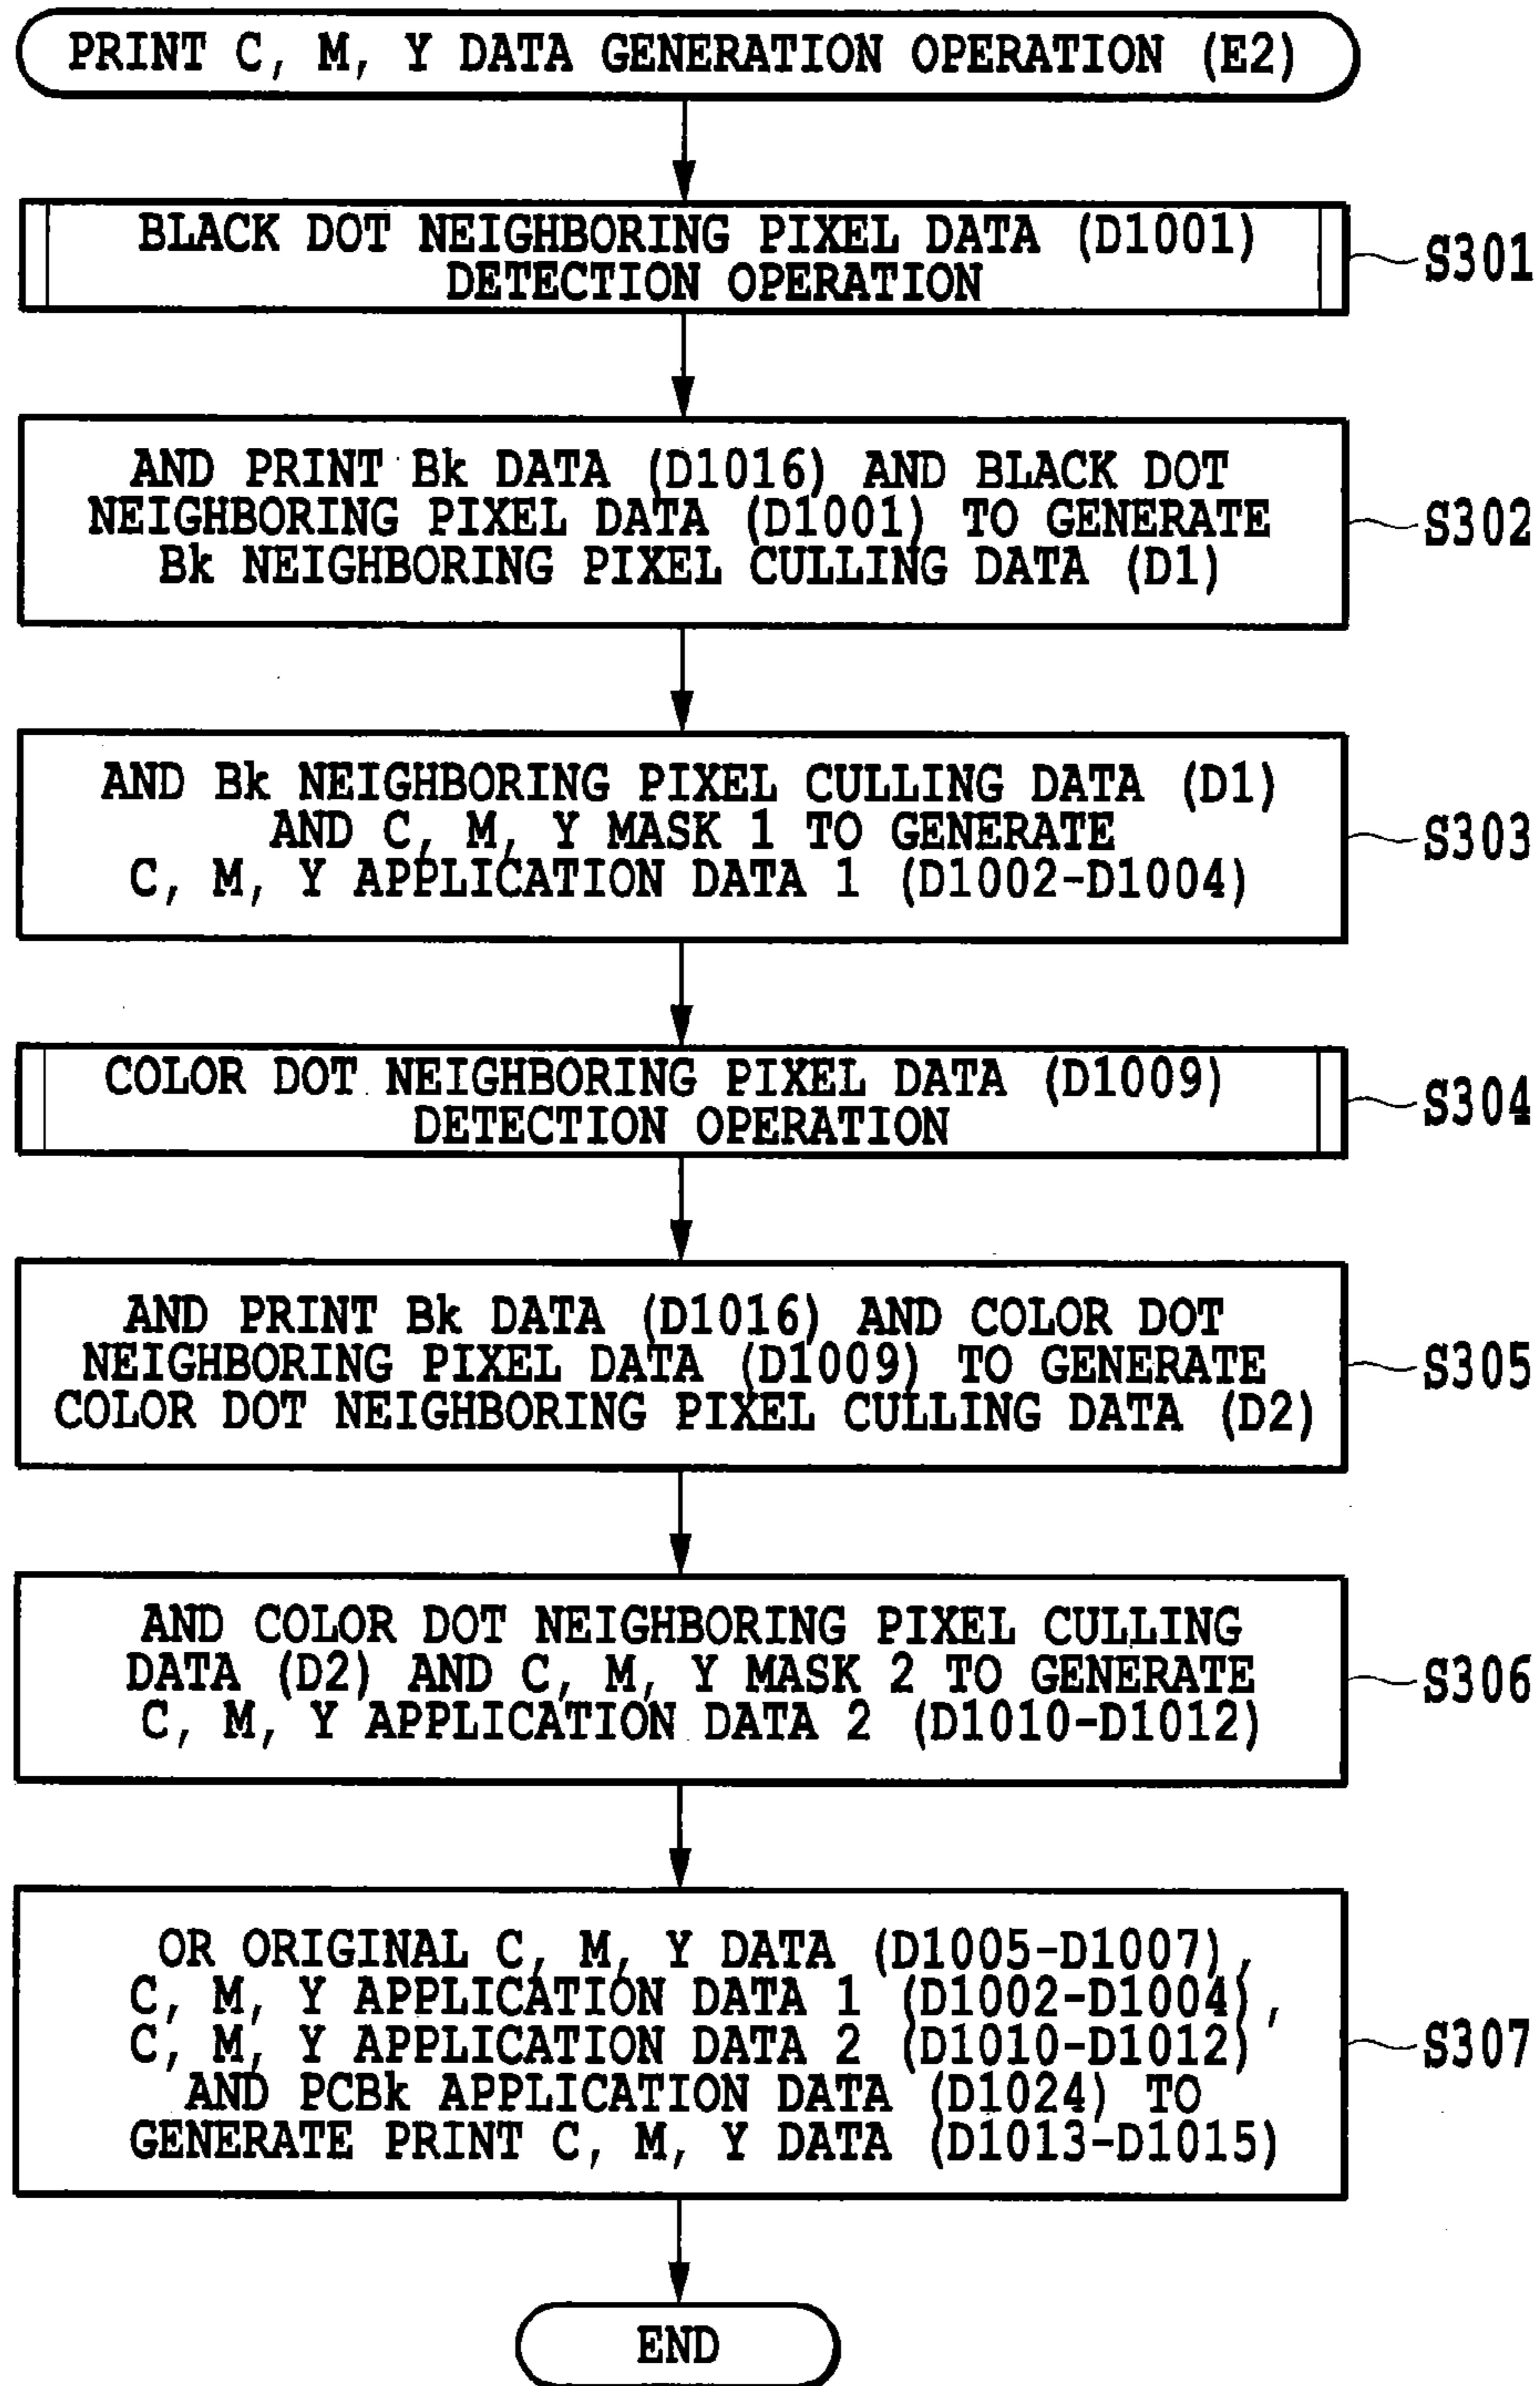 PRINT C, M, Y DATA GENERATION OPERATION (E2)
BLACK DOT NEIGHBORING PIXEL DATA (D1001)
DETECTION OPERATION
S301
AND PRINT Bk DATA (D1016) AND BLACK DOT
NEIGHBORING PIXEL DATA (D1001) TO GENERATE
Bk NEIGHBORING PIXEL CULLING DATA (D1)
S302
AND Bk NEIGHBORING PIXEL CULLING DATA (D1)
AND C, M, Y MASK 1 TO GENERATE
C, M, Y APPLICATION DATA 1 (D1002-D1004)
S303
COLOR DOT NEIGHBORING PIXEL DATA (D1009)
DETECTION OPERATION
S304
AND PRINT Bk DATA (D1016) AND COLOR DOT
NEIGHBORING PIXEL DATA (D1009) TO GENERATE
COLOR DOT NEIGHBORING PIXEL CULLING DATA (D2)
S305
AND COLOR DOT NEIGHBORING PIXEL CULLING
DATA (D2) AND C, M, Y MASK 2 TO GENERATE
C, M, Y APPLICATION DATA 2 (D1010-D1012)
S306
OR ORIGINAL C, M, Y DATA (D1005-D1007),
C, M, Y APPLICATION DATA 1 (D1002-D1004),
C, M, Y APPLICATION DATA 2 (D1010-D1012)
AND PCBk APPLICATION DATA (D1024) TO
GENERATE PRINT C, M, Y DATA (D1013-D1015)
S307
END